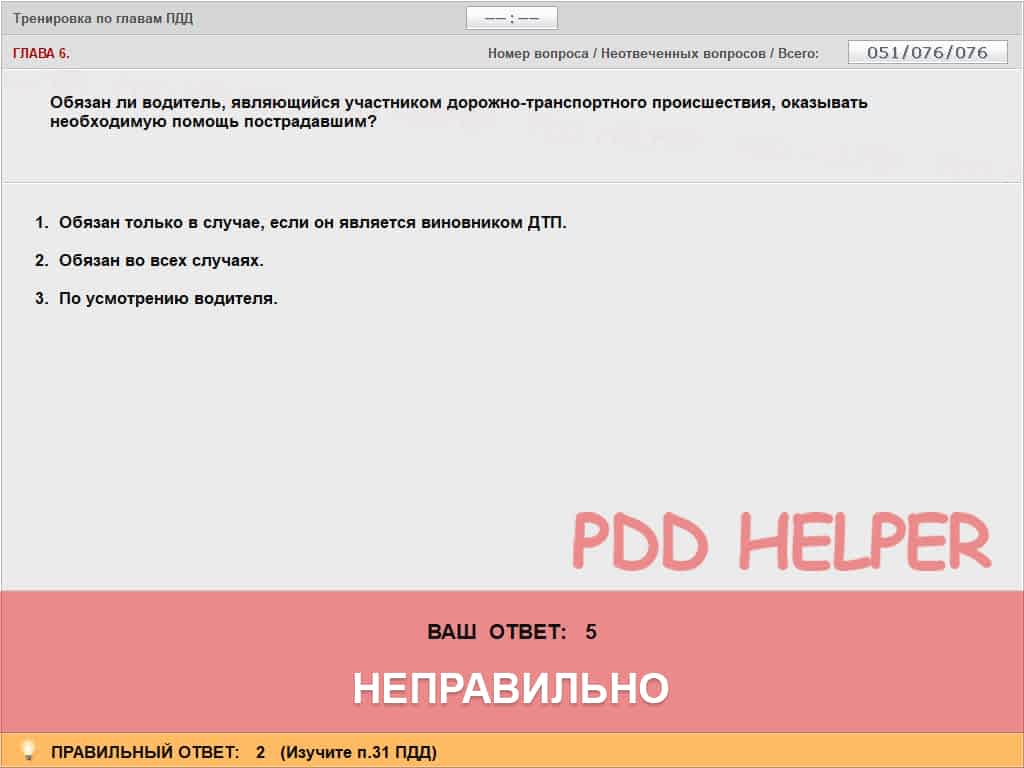 Тренировка по главам ПДД
—— : ——
ГЛАВА 6.
Номер вопроса / Неотвеченных вопросов / Всего:
051/076/076
Обязан ли водитель, являющийся участником дорожно-транспортного происшествия, оказывать
необходимую помощь пострадавшим?
1. Обязан только в случае, если он является виновником ДТП.
2. Обязан во всех случаях.
3. По усмотрению водителя.
PDD HELPER
ВАШ ОТВЕТ: 5
НЕПРАВИЛЬНО
ПРАВИЛЬНЫЙ ОТВЕТ: 2 (Изучите п.31 ПДД)